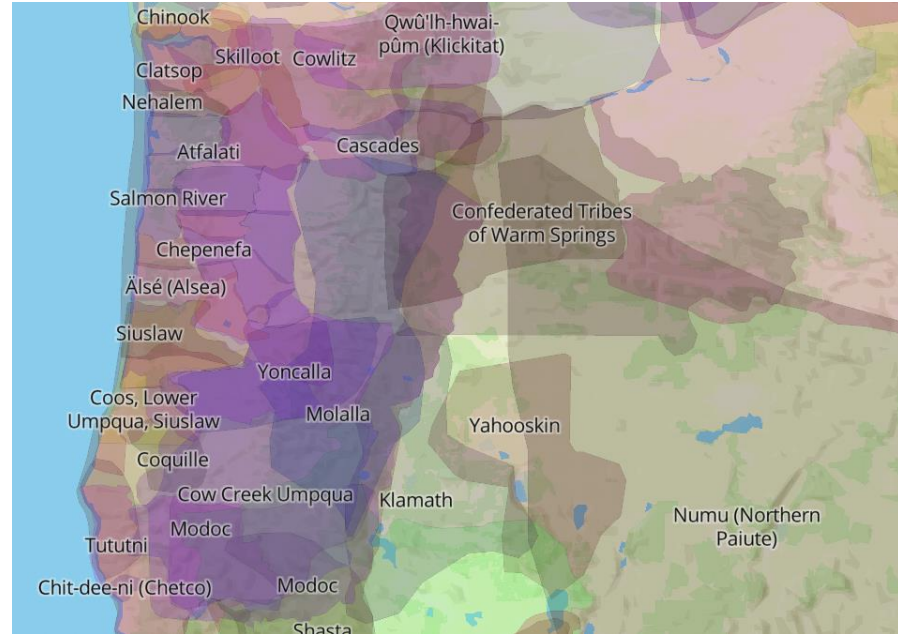 Chinook
Qwû'lh-hwai-
pûm (Klickitat)
Skilloot
Cowlitz
Clatsop
Nehalem
Cascades
Atfalati
Salmon River
Confederated Tribes
of Warm Springs
Chepenefa
Älsé (Alsea)
Siuslaw
Yoncalla
Coos, Lower
Umpqua, Siuslaw
Molalla
Yahooskin
Coquille
Cow Creek Umpqua
Klamath
Modoc
Numu (Northern
Paiute)
Tututni
Chit-dee-ni (Chetco)
Modoc
Shasta